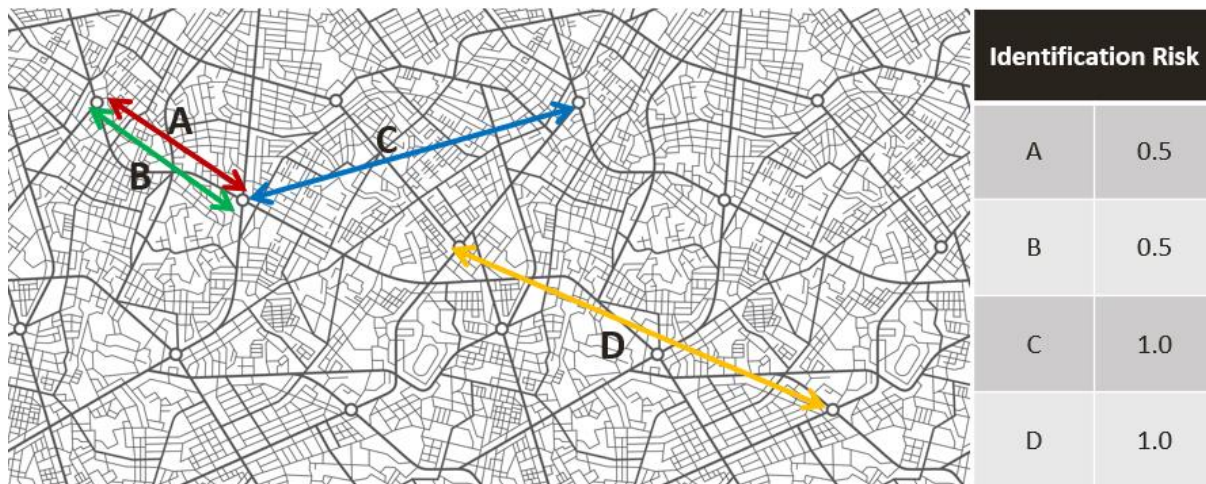 A
B
C
D
Identification Risk
A 0.5
B 0.5
C 1.0
D 1.0